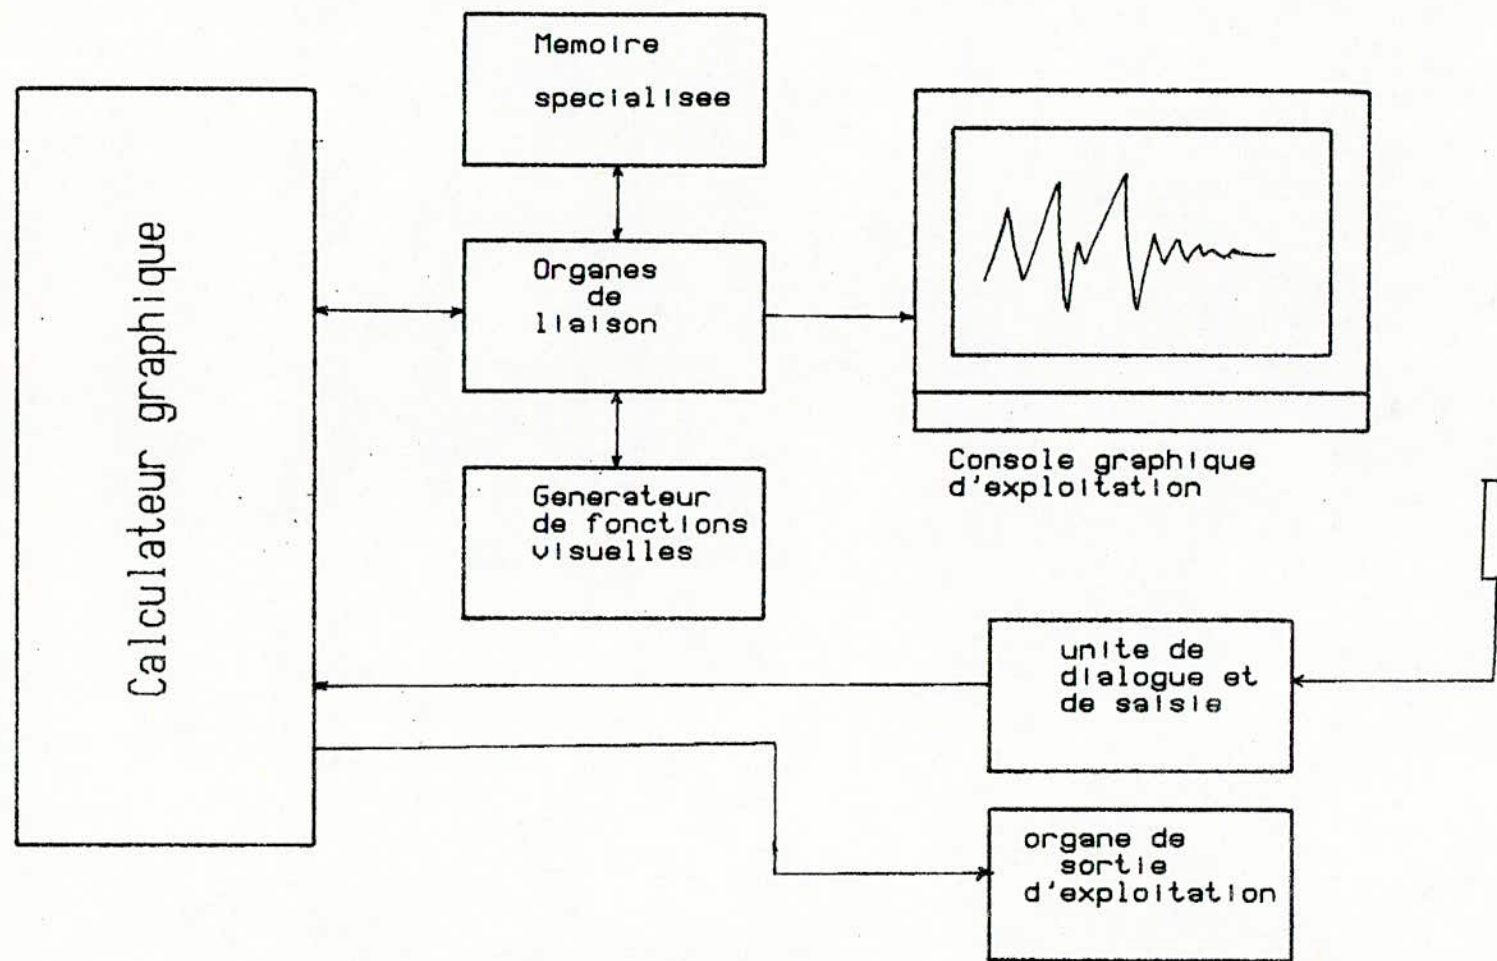 Memoire
specialisee
Calculateur graphique
Organes
de
liaison
Console graphique
d'exploitation
Generateur
de fonctions
visuelles
unite de
dialogue et
de saisie
organe de
sortie
d'exploitation